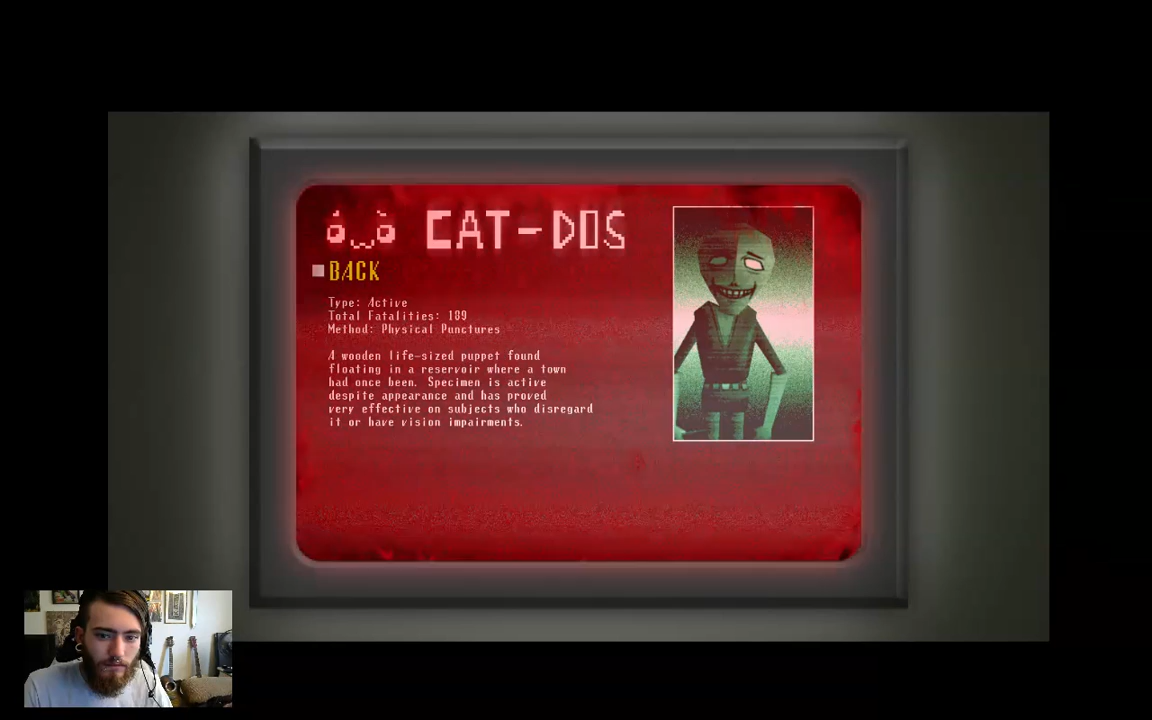 CAT-DOS
BACK
Type: Active
Total Fatalities: 189
Method: Physical Punctures
A wooden life-sized puppet found
floating in a reservoir where a town
had once been. Specimen is active
despite appearance and has proved
very effective on subjects who disregard
it or have vision impairments.